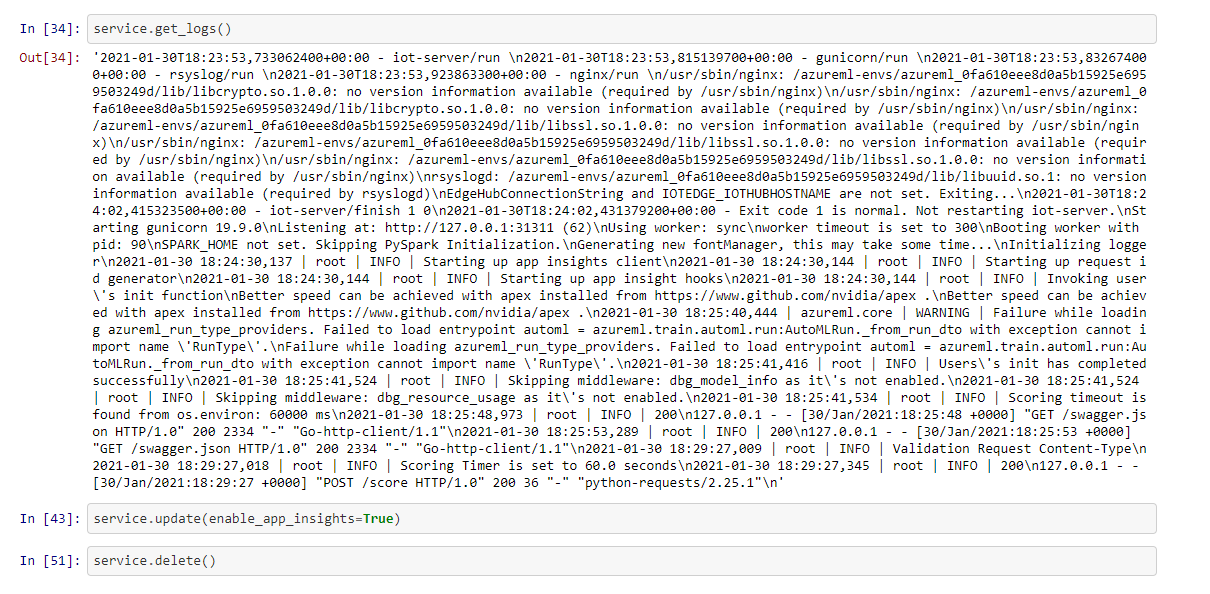 In [34]: service.get_logs()
Out[34]: '2021-01-30T18:23:53,733062400+00:00 - iot-server/run \n2021-01-30T18:23:53,815139700+00:00 - gunicorn/run \n2021-01-30T18:23:53,83267400
0+00:00 - rsyslog/run \n2021-01-30T18:23:53,923863300+00:00 - nginx/run \n/usr/sbin/nginx: /azureml-envs/azureml_0fa610eee8d0a5b15925e695
9503249d/lib/libcrypto.so.1.0.0: no version information available (required by /usr/sbin/nginx)\n/usr/sbin/nginx: /azureml-envs/azureml_0
fa610eee8d0a5b15925e6959503249d/lib/libcrypto.so.1.0.0: no version information available (required by /usr/sbin/nginx)\n/usr/sbin/nginx:
/azureml-envs/azureml_0fa610eee8d0a5b15925e6959503249d/lib/libssl.so.1.0.0: no version information available (required by /usr/sbin/ngin
x)\n/usr/sbin/nginx: /azureml-envs/azureml_0fa610eee8d0a5b15925e6959503249d/lib/libssl.so.1.0.0: no version information available (requir
ed by /usr/sbin/nginx)\n/usr/sbin/nginx: /azureml-envs/azureml_0fa610eee8d0a5b15925e6959503249d/lib/libssl.so.1.0.0: no version informati
on available (required by /usr/sbin/nginx)\nrsyslogd: /azureml-envs/azureml_0fa610eee8d0a5b15925e6959503249d/lib/libuuid.so.1: no version
information available (required by rsyslogd)\nEdgeHubConnectionString and IOTEDGE_IOTHUBHOSTNAME are not set. Exiting...\n2021-01-30T18:2
4:02,415323500+00:00 - iot-server/finish 1 0\n2021-01-30T18:24:02,431379200+00:00 - Exit code 1 is normal. Not restarting iot-server.\nSt
arting gunicorn 19.9.0\nListening at: http://127.0.0.1:31311 (62)\nUsing worker: sync\nworker timeout is set to 300\nBooting worker with
pid: 90\nSPARK_HOME not set. Skipping PySpark Initialization.\nGenerating new fontManager, this may take some time...\nInitializing logge
r\n2021-01-30 18:24:30,137 | root | INFO | Starting up app insights client\n2021-01-30 18:24:30,144 | root | INFO | Starting up request i
d generator\n2021-01-30 18:24:30,144 | root | INFO | Starting up app insight hooks\n2021-01-30 18:24:30,144 | root | INFO | Invoking user
\'s init function\nBetter speed can be achieved with apex installed from https://www.github.com/nvidia/apex .\nBetter speed can be achiev
ed with apex installed from https://www.github.com/nvidia/apex .\n2021-01-30 18:25:40,444 | azureml.core | WARNING | Failure while loadin
g azureml_run_type_providers. Failed to load entrypoint automl = azureml.train.automl.run:AutoMLRun._from_run_dto with exception cannot i
mport name \'RunType\'.\nFailure while loading azureml_run_type_providers. Failed to load entrypoint automl = azureml.train.automl.run:Au
toMLRun._from_run_dto with exception cannot import name \'RunType\'.\n2021-01-30 18:25:41,416 | root | INFO | Users\'s init has completed
successfully\n2021-01-30 18:25:41,524 | root | INFO | Skipping middleware: dbg_model_info as it\'s not enabled.\n2021-01-30 18:25:41,524
| root | INFO | Skipping middleware: dbg_resource_usage as it\'s not enabled.\n2021-01-30 18:25:41,534 | root | INFO | Scoring timeout is
found from os.environ: 60000 ms\n2021-01-30 18:25:48,973 | root | INFO | 200\n127.0.0.1 - - [30/Jan/2021:18:25:48 +0000] "GET /swagger.js
on HTTP/1.0" 200 2334 "-" "Go-http-client/1.1"\n2021-01-30 18:25:53,289 | root | INFO | 200\n127.0.0.1 - - [30/Jan/2021:18:25:53 +0000]
"GET /swagger.json HTTP/1.0" 200 2334 "-" "Go-http-client/1.1"\n2021-01-30 18:29:27,009 | root | INFO | Validation Request Content-Type\n
2021-01-30 18:29:27,018 | root | INFO | Scoring Timer is set to 60.0 seconds\n2021-01-30 18:29:27,345 | root | INFO | 200\n127.0.0.1 - -
[30/Jan/2021:18:29:27 +0000] "POST /score HTTP/1.0" 200 36 "-" "python-requests/2.25.1"\n'
In [43]: service.update(enable_app_insights=True)
In [51]: service.delete()